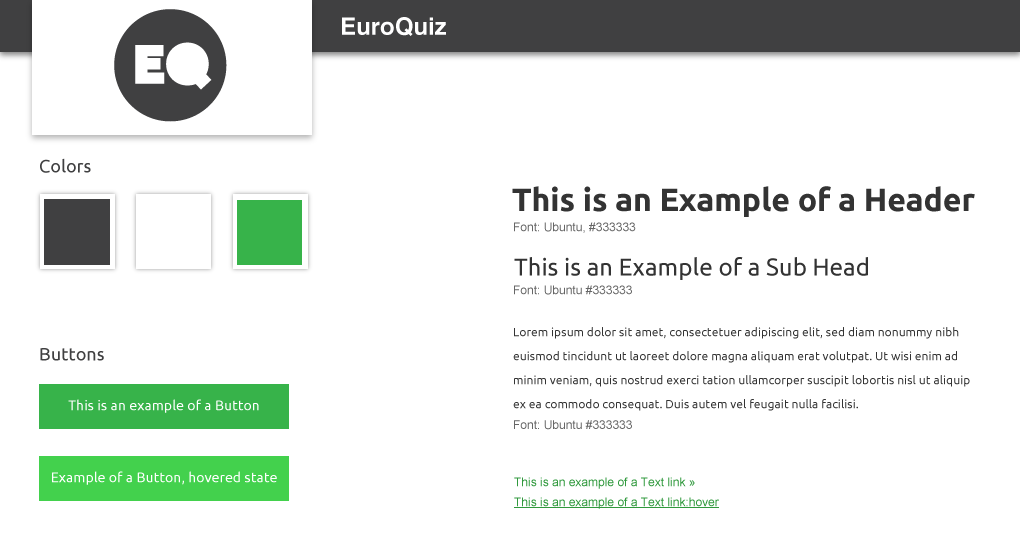 EuroQuiz
EQ
Colors
Buttons
This is an example of a Button
Example of a Button, hovered state
This is an Example of a Header
Font: Ubuntu, #333333
This is an Example of a Sub Head
Font: Ubuntu #333333
Lorem ipsum dolor sit amet, consectetuer adipiscing elit, sed diam nonummy nibh
euismod tincidunt ut laoreet dolore magna aliquam erat volutpat. Ut wisi enim ad
minim veniam, quis nostrud exerci tation ullamcorper suscipit lobortis nisl ut aliquip
ex ea commodo consequat. Duis autem vel feugait nulla facilisi.
Font: Ubuntu #333333
This is an example of a Text link »
This is an example of a Text link:hover